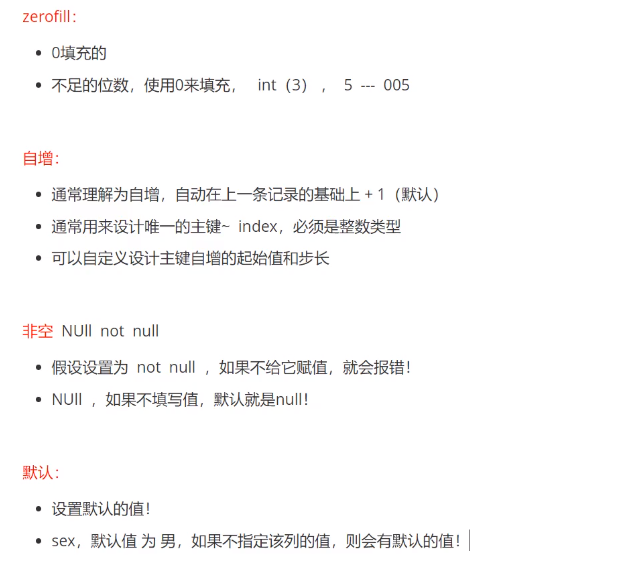 zerofill：
0填充的
不足的位数，使用0来填充， int（3） , 5 --- 005
自增：
通常理解为自增，自动在上一条记录的基础上 + 1（默认）
通常用来设计唯一的主键~ index，必须是整数类型
可以自定义设计主键自增的起始值和步长
非空 NUll not null
假设设置为 not null ，如果不给它赋值，就会报错！
NUll ，如果不填写值，默认就是null！
默认：
设置默认的值！
sex，默认值 为 男，如果不指定该列的值，则会有默认的值！